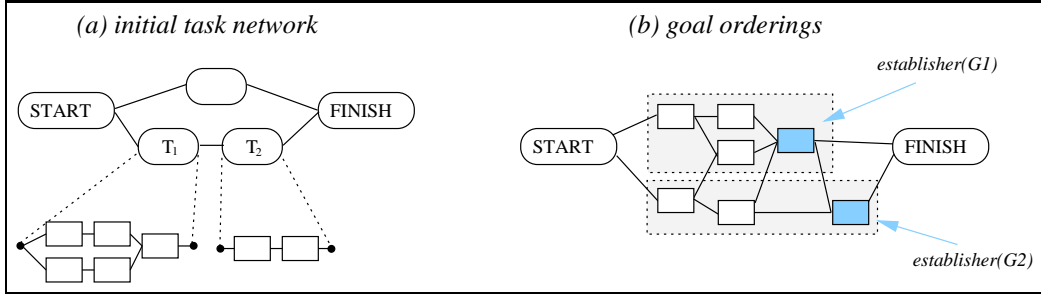 (a) initial task network
(b) goal orderings
establisher(G1)
START
FINISH
T1
T2
START
FINISH
establisher(G2)